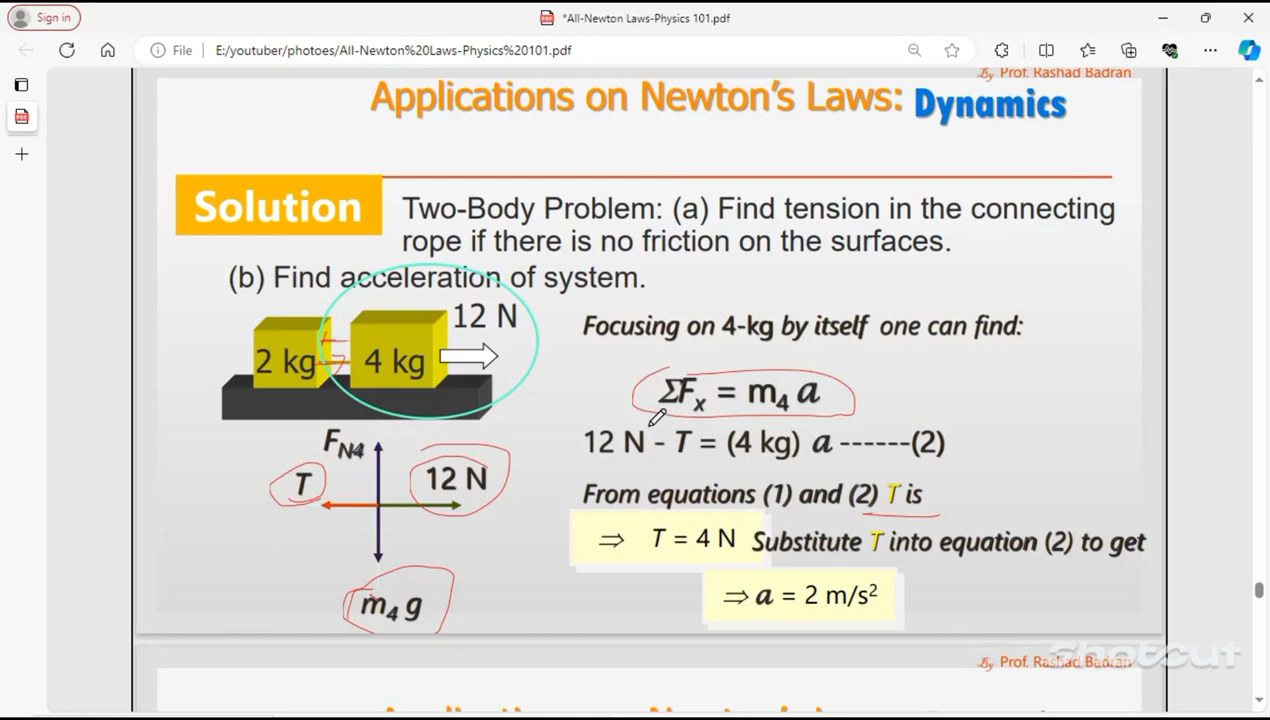 Sign in
*All-Newton Laws-Physics 101.pdf
File
E:/youtuber/photoes/All-Newton%20Laws-Physics%20101.pdf
By Prof. Rashad Badran
Applications on Newton's Laws: Dynamics
Solution
Two-Body Problem: (a) Find tension in the connecting
rope if there is no friction on the surfaces.
(b) Find acceleration of system.
12 N
2 kg
4 kg
Focusing on 4-kg by itself one can find:
ΣFx = m4 a
12 N - T = (4 kg) a ------(2)
FN4
T
12 N
m4 g
From equations (1) and (2) T is
⇒ T = 4 N Substitute T into equation (2) to get
⇒ a = 2 m/s²
By Prof. Rashad Badran
shotcut